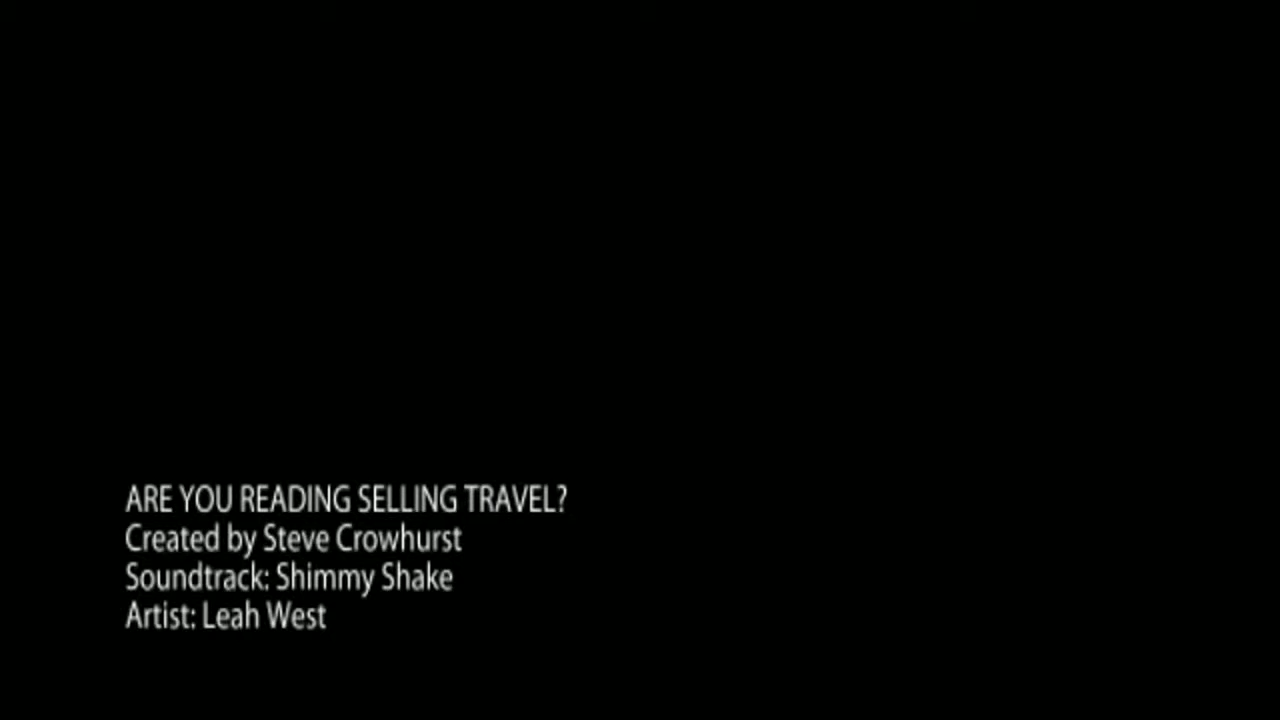 ARE YOU READING SELLING TRAVEL?
Created by Steve Crowhurst
Soundtrack: Shimmy Shake
Artist: Leah West